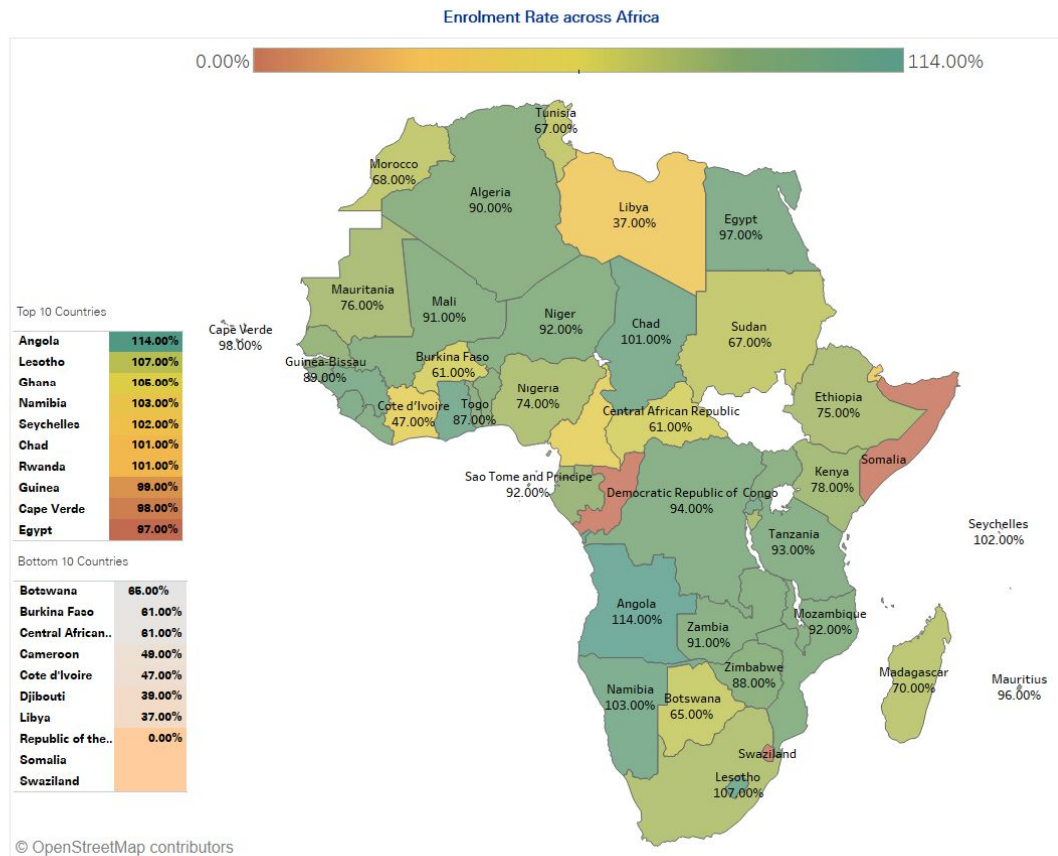 Enrolment Rate across Africa
0.00%
114.00%
Tunisia
67.00%
Morocco
68.00%
Algeria
90.00%
Libya
37.00%
Egypt
97.00%
Mauritania
76.00%
Mali
91.00%
Niger
92.00%
Chad
101.00%
Sudan
67.00%
Cape Verde
98.00%
Guinea-Bissau
89.00%
Burkina Faso
61.00%
Cote d'Ivoire
47.00%
Togo
87.00%
Nigeria
74.00%
Central African Republic
61.00%
Ethiopia
75.00%
Somalia
Kenya
78.00%
Sao Tome and Principe
92.00%
Democratic Republic of Congo
94.00%
Seychelles
102.00%
Tanzania
93.00%
Angola
114.00%
Zambia
91.00%
Mozambique
92.00%
Zimbabwe
88.00%
Madagascar
70.00%
Mauritius
96.00%
Namibia
103.00%
Botswana
65.00%
Swaziland
Lesotho
107.00%
Top 10 Countries
Angola 114.00%
Lesotho 107.00%
Ghana 105.00%
Namibia 103.00%
Seychelles 102.00%
Chad 101.00%
Rwanda 101.00%
Guinea 99.00%
Cape Verde 98.00%
Egypt 97.00%
Bottom 10 Countries
Botswana 65.00%
Burkina Faso 61.00%
Central African.. 61.00%
Cameroon 49.00%
Cote d'Ivoire 47.00%
Djibouti 39.00%
Libya 37.00%
Republic of the.. 0.00%
Somalia
Swaziland
© OpenStreetMap contributors